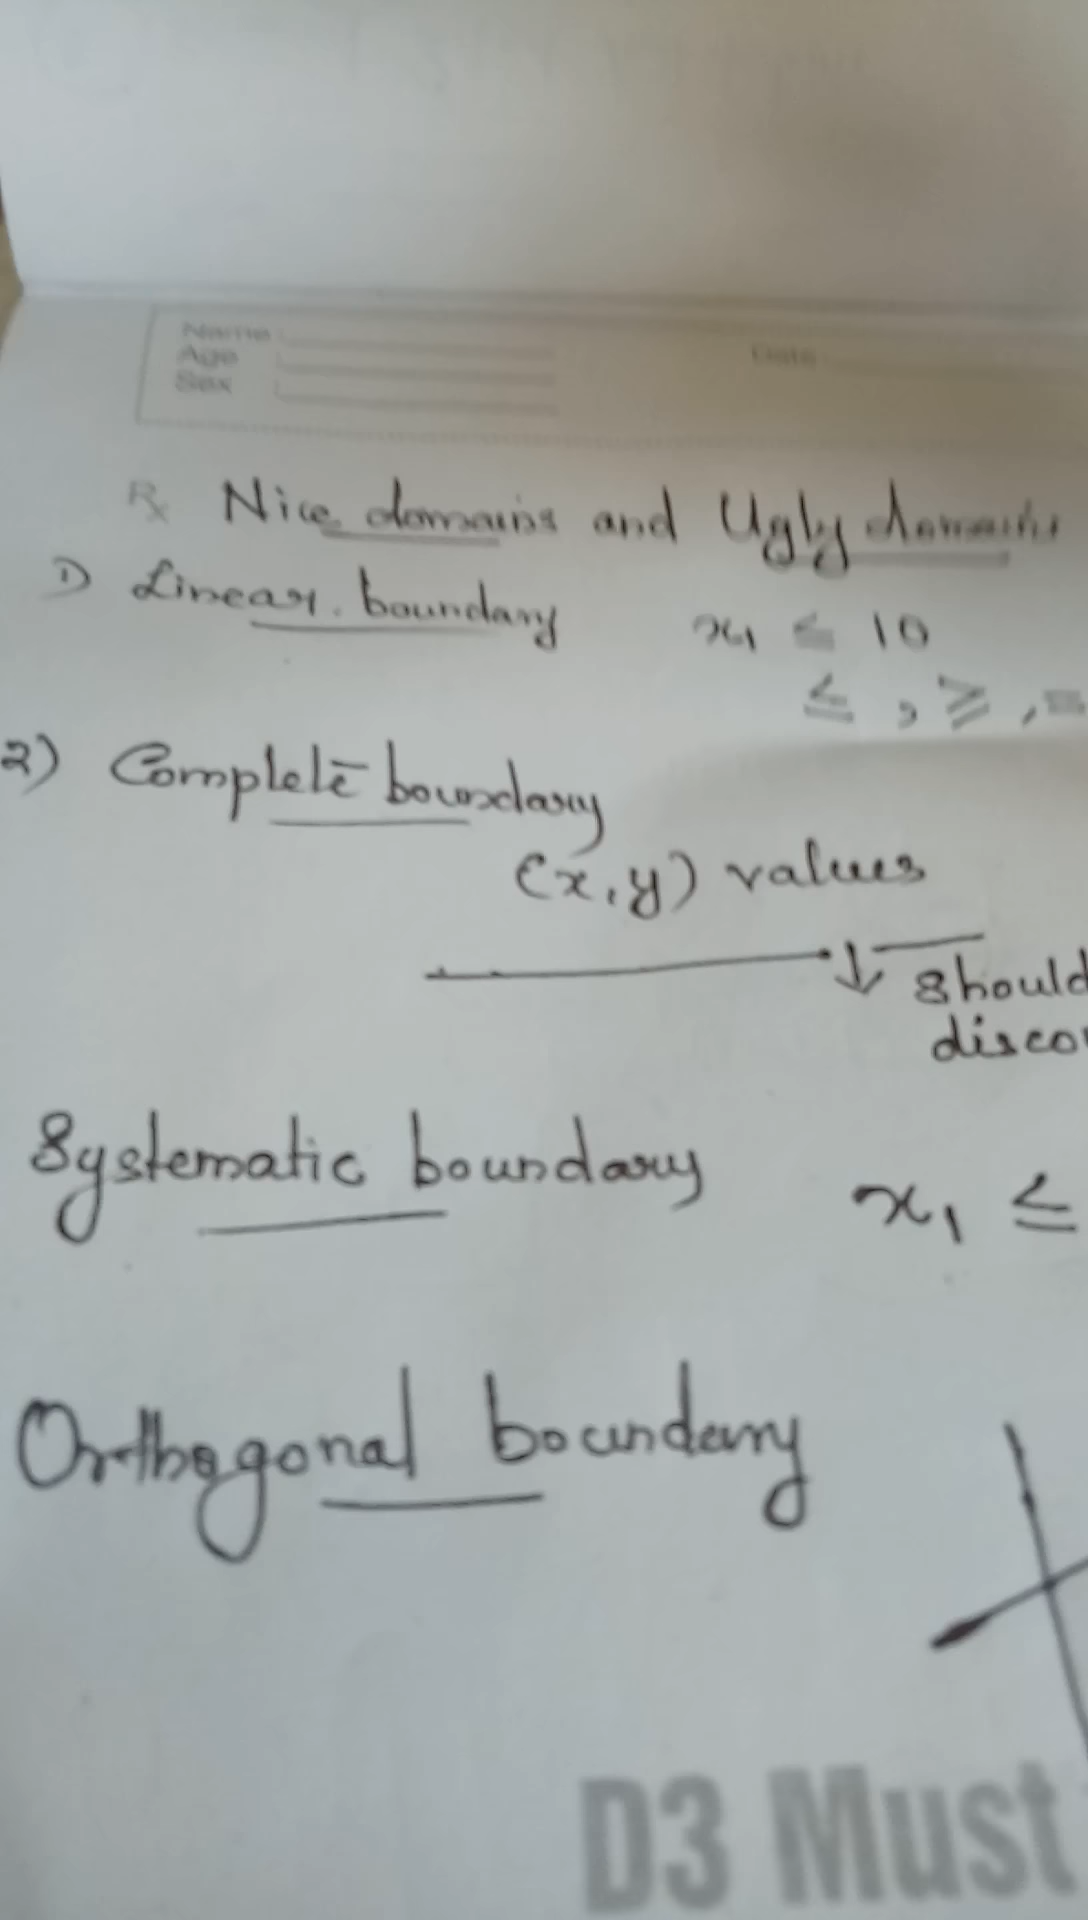 Name
Age
Sex
Date
Rx Nice domains and Ugly domains
1) Linear boundary x₁ ≤ 10
≤ , ≥ , =
2) Complete boundary
(x, y) values
should
disco
Systematic boundary x₁ ≤
Orthogonal boundary
D3 Must